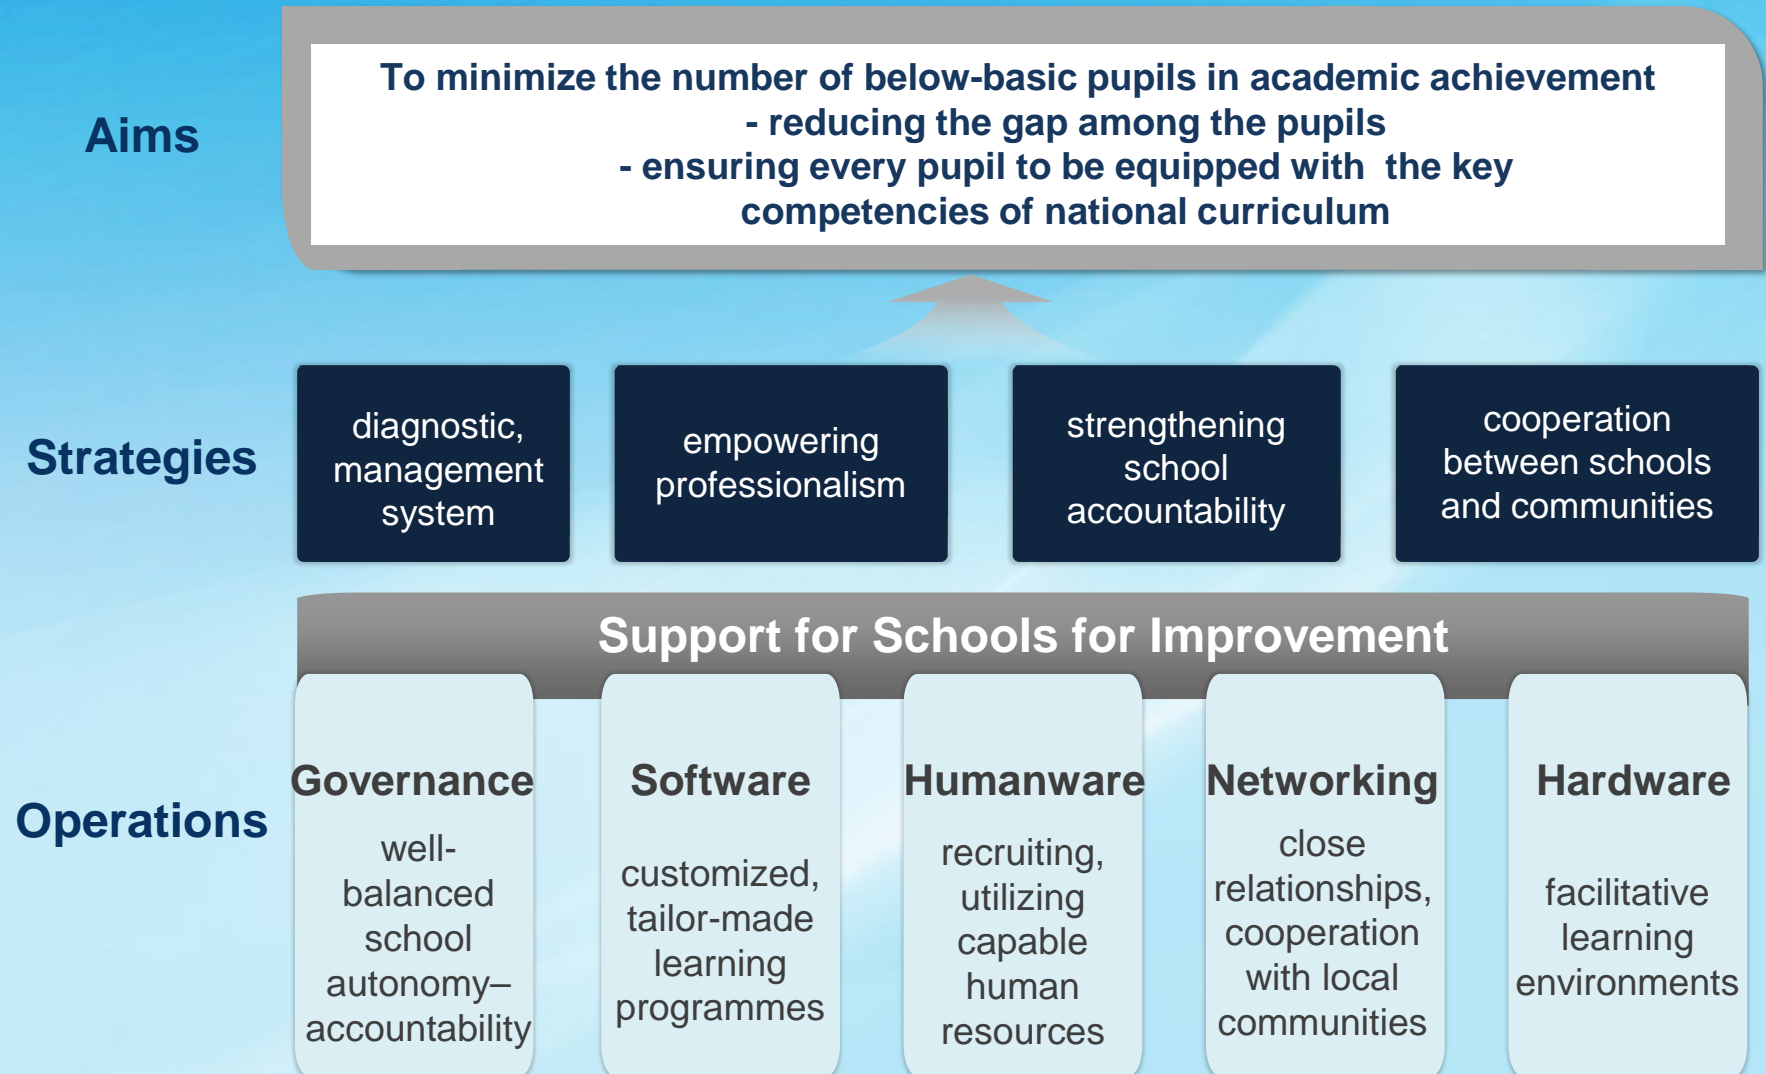 Aims
To minimize the number of below-basic pupils in academic achievement
- reducing the gap among the pupils
- ensuring every pupil to be equipped with  the key
competencies of national curriculum
Strategies
diagnostic,
management
system
empowering
professionalism
strengthening
school
accountability
cooperation
between schools
and communities
Support for Schools for Improvement
Operations
Governance
well-
balanced
school
autonomy–
accountability
Software
customized,
tailor-made
learning
programmes
Humanware
recruiting,
utilizing
capable
human
resources
Networking
close
relationships,
cooperation
with local
communities
Hardware
facilitative
learning
environments